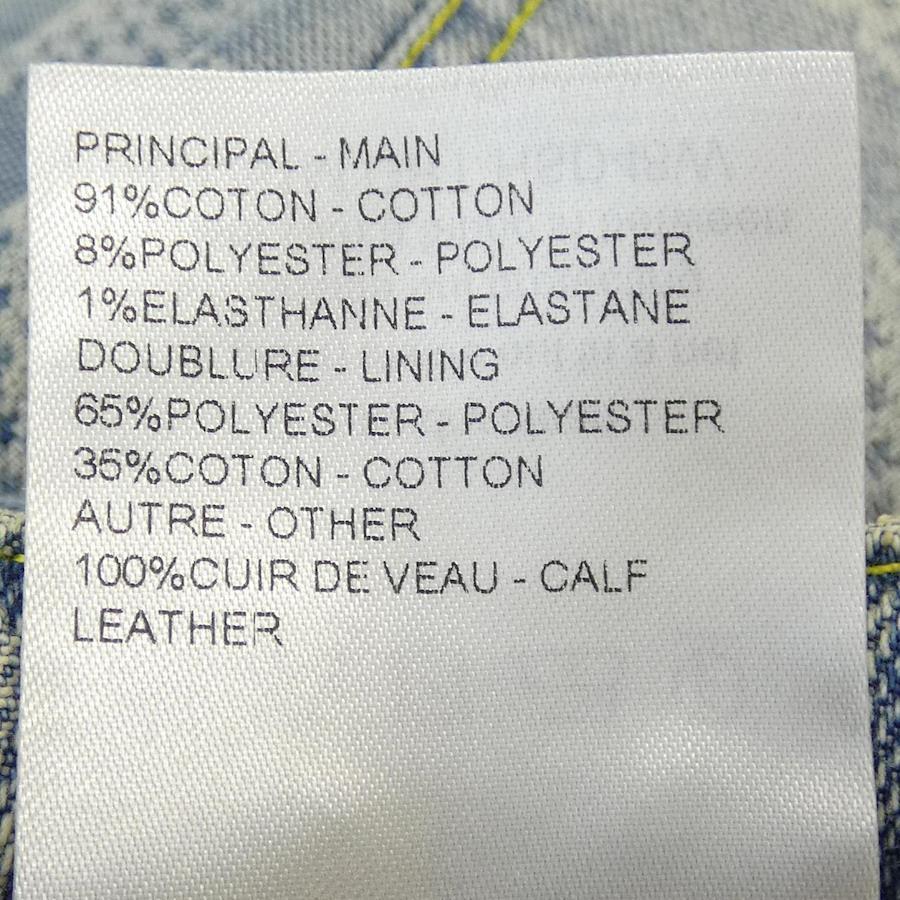 PRINCIPAL - MAIN
91%COTON - COTTON
8%POLYESTER - POLYESTER
1%ELASTHANNE - ELASTANE
DOUBLURE - LINING
65%POLYESTER - POLYESTER
35%COTON - COTTON
AUTRE - OTHER
100%CUIR DE VEAU - CALF
LEATHER